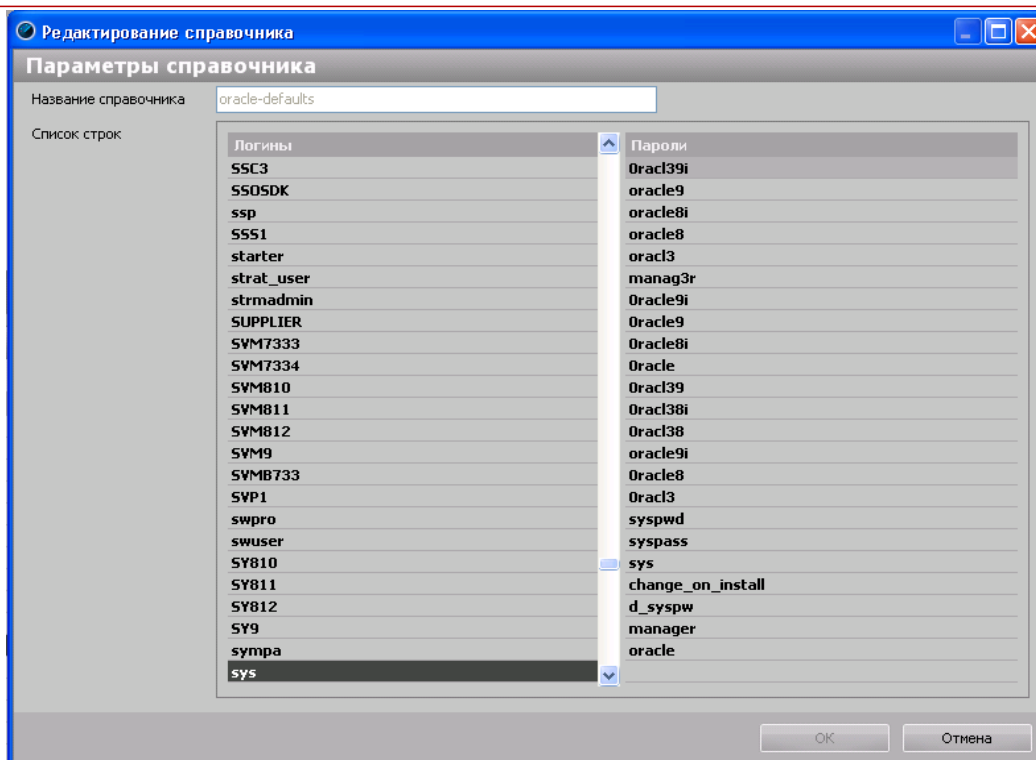 Редактирование справочника
Параметры справочника
Название справочника
oracle-defaults
Список строк
Логины
SSC3
SSOSDK
ssp
SSS1
starter
strat_user
strmadmin
SUPPLIER
SVM7333
SVM7334
SVM810
SVM811
SVM812
SVM9
SVMB733
SVP1
swpro
swuser
SY810
SY811
SY812
SY9
sympa
sys
Пароли
0racl39i
oracle9
oracle8i
oracle8
oracl3
manag3r
0racle9i
0racle9
0racle8i
0racle
0racl39
0racl38i
0racl38
oracle9i
0racle8
0racl3
syspwd
syspass
sys
change_on_install
d_syspw
manager
oracle
OK
Отмена